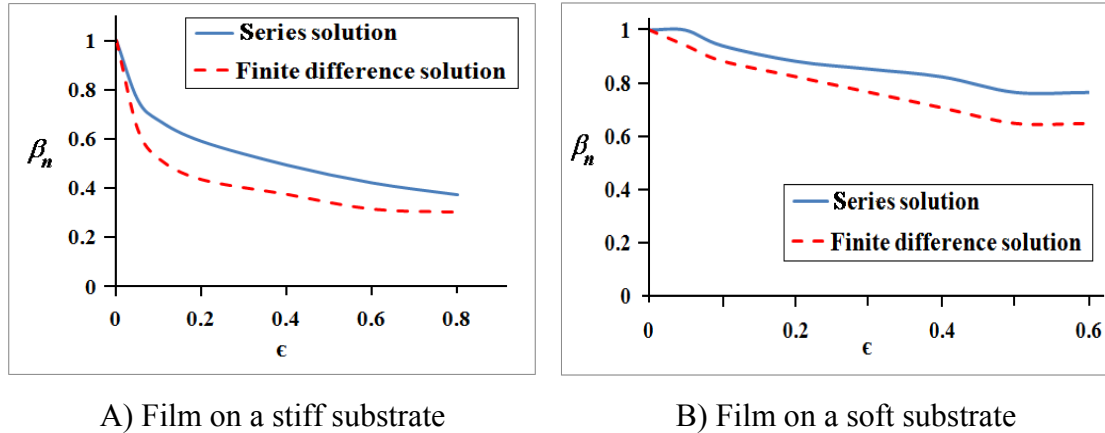 1
0.8
0.6
0.4
0.2
0
βn
Series solution
Finite difference solution
0 0.2 0.4 0.6 0.8
ϵ
1
0.8
0.6
0.4
0.2
0
βn
Series solution
Finite difference solution
0 0.2 0.4 0.6
ϵ
A) Film on a stiff substrate
B) Film on a soft substrate